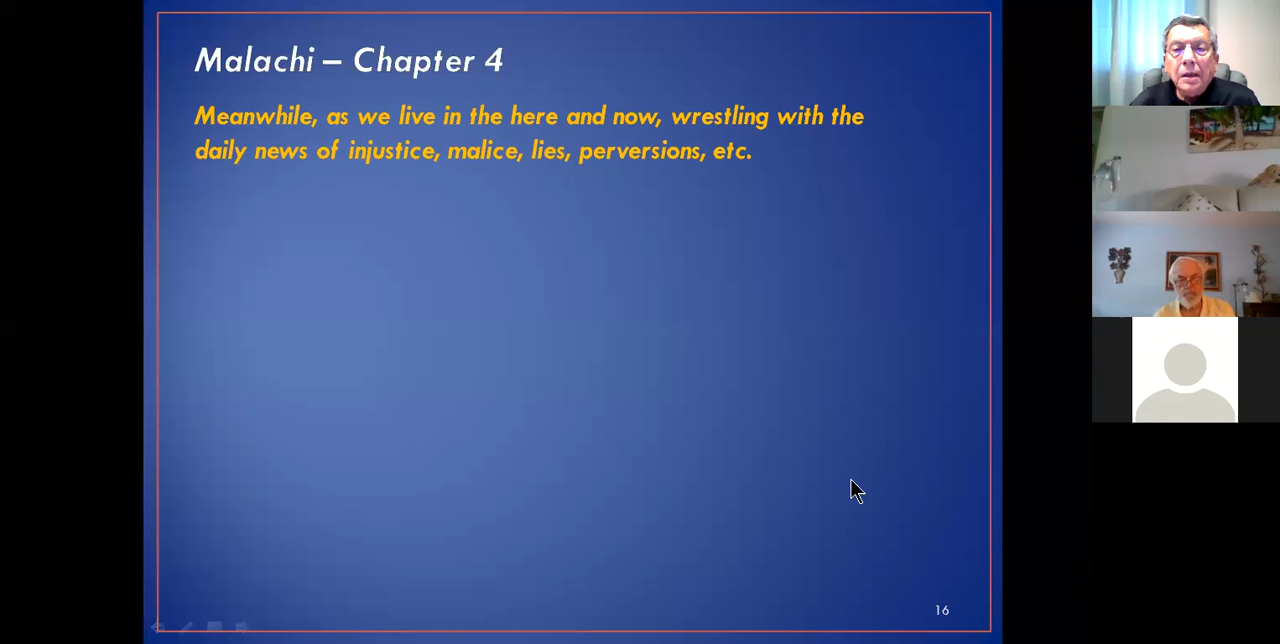 Malachi – Chapter 4
Meanwhile, as we live in the here and now, wrestling with the
daily news of injustice, malice, lies, perversions, etc.
16